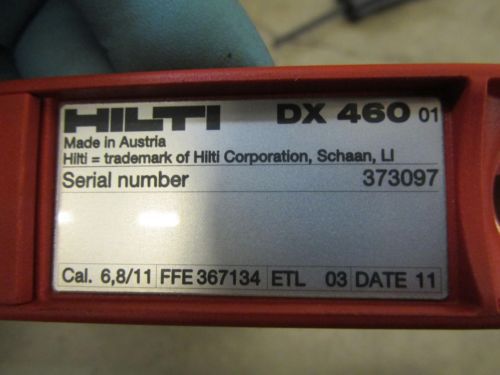 HILTI DX 460 01
Made in Austria
Hilti = trademark of Hilti Corporation, Schaan, LI
Serial number 373097
Cal. 6,8/11 FFE 367134 ETL 03 DATE 11